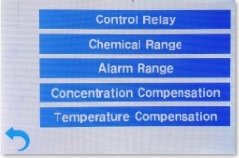 Control Relay
Chemical Range
Alarm Range
Concentration Compensation
Temperature Compensation